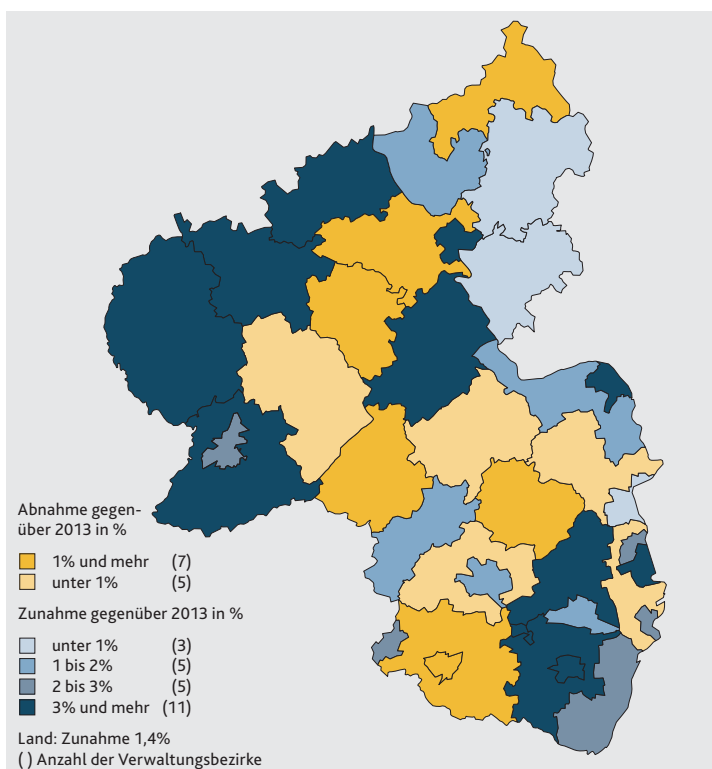 Abnahme gegen-
über 2013 in %
1% und mehr (7)
unter 1% (5)
Zunahme gegenüber 2013 in %
unter 1% (3)
1 bis 2% (5)
2 bis 3% (5)
3% und mehr (11)
Land: Zunahme 1,4%
( ) Anzahl der Verwaltungsbezirke